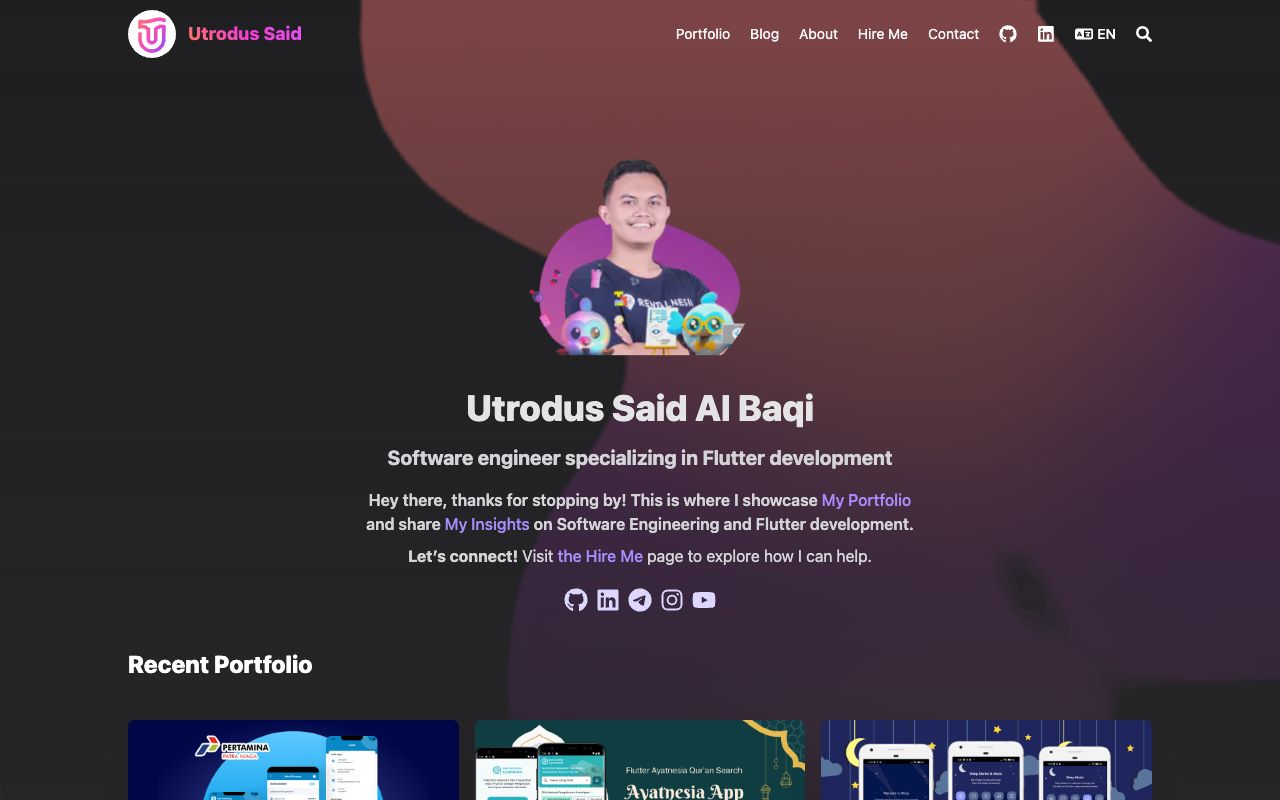 Utrodus Said
Portfolio
Blog
About
Hire Me
Contact
EN
Utrodus Said Al Baqi
Software engineer specializing in Flutter development
Hey there, thanks for stopping by! This is where I showcase My Portfolio
and share My Insights on Software Engineering and Flutter development.
Let’s connect! Visit the Hire Me page to explore how I can help.
Recent Portfolio
PERTAMINA
PATRA NIAGA
Flutter Ayatnesia Qur'an Search
Ayatnesia App